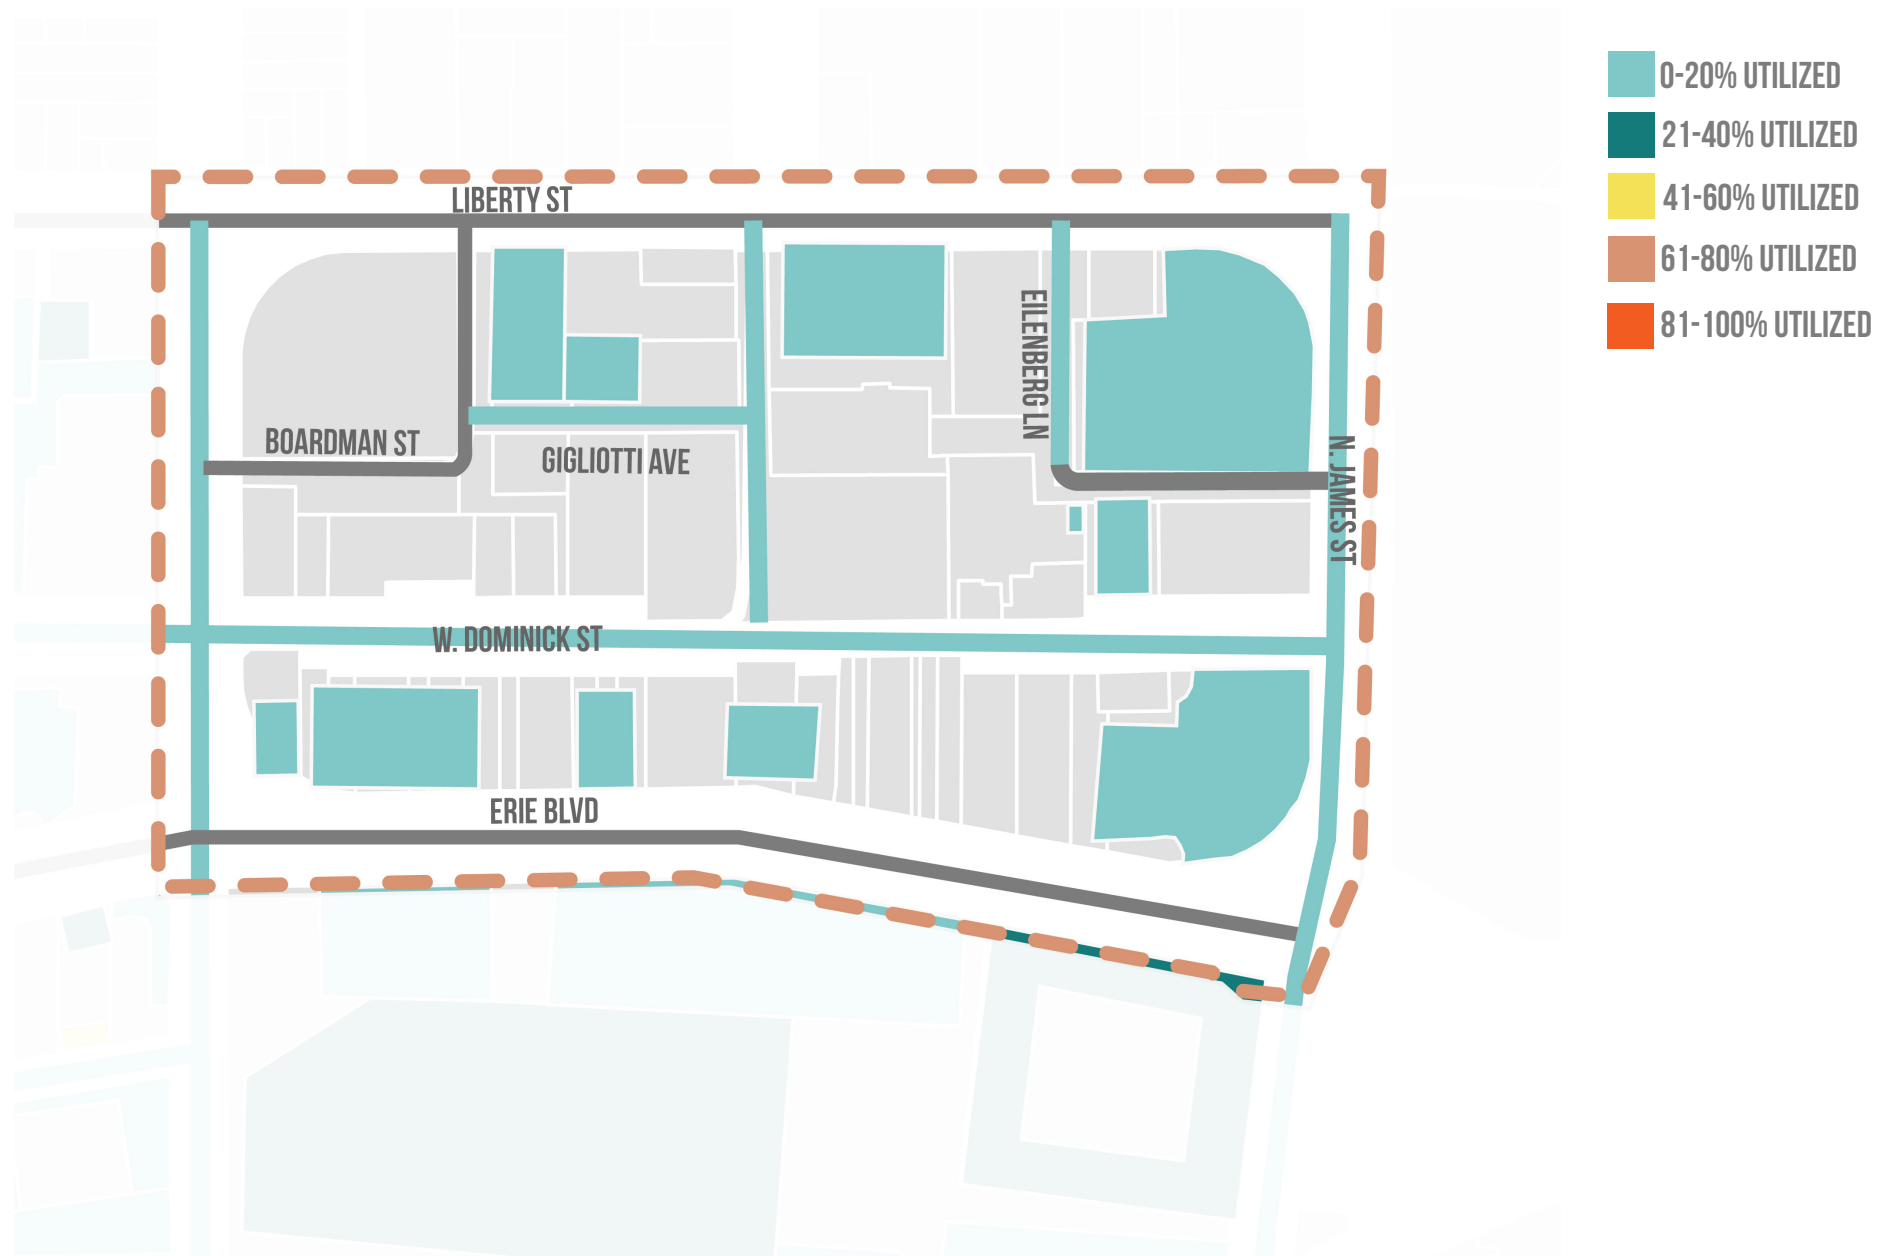 0-20% UTILIZED
21-40% UTILIZED
41-60% UTILIZED
61-80% UTILIZED
81-100% UTILIZED
LIBERTY ST
EILENBERG LN
BOARDMAN ST
GIGLIOTTI AVE
N. JAMES ST
W. DOMINICK ST
ERIE BLVD